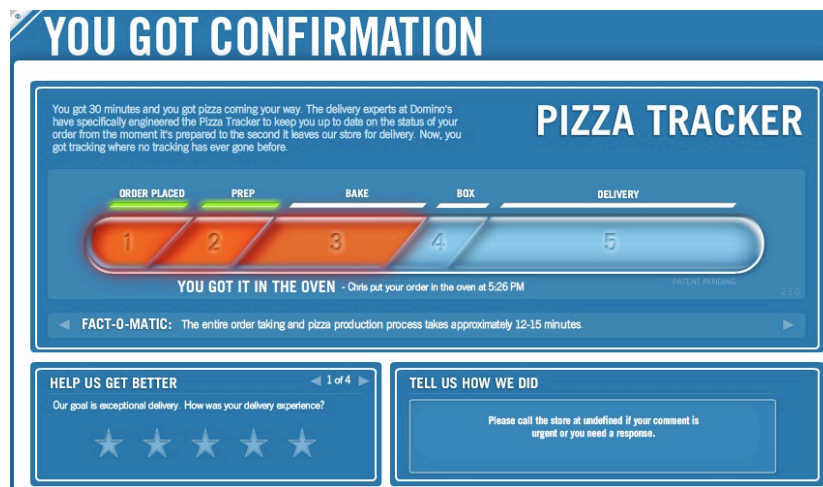 YOU GOT CONFIRMATION
You got 30 minutes and you got pizza coming your way. The delivery experts at Domino's
have specifically engineered the Pizza Tracker to keep you up to date on the status of your
order from the moment it's prepared to the second it leaves our store for delivery. Now, you
got tracking where no tracking has ever gone before.
PIZZA TRACKER
ORDER PLACED PREP BAKE BOX DELIVERY
1 2 3 4 5
YOU GOT IT IN THE OVEN - Chris put your order in the oven at 5:26 PM
PATENT PENDING
2.1.0
FACT-O-MATIC: The entire order taking and pizza production process takes approximately 12-15 minutes.
HELP US GET BETTER 1 of 4
Our goal is exceptional delivery. How was your delivery experience?
TELL US HOW WE DID
Please call the store at undefined if your comment is
urgent or you need a response.